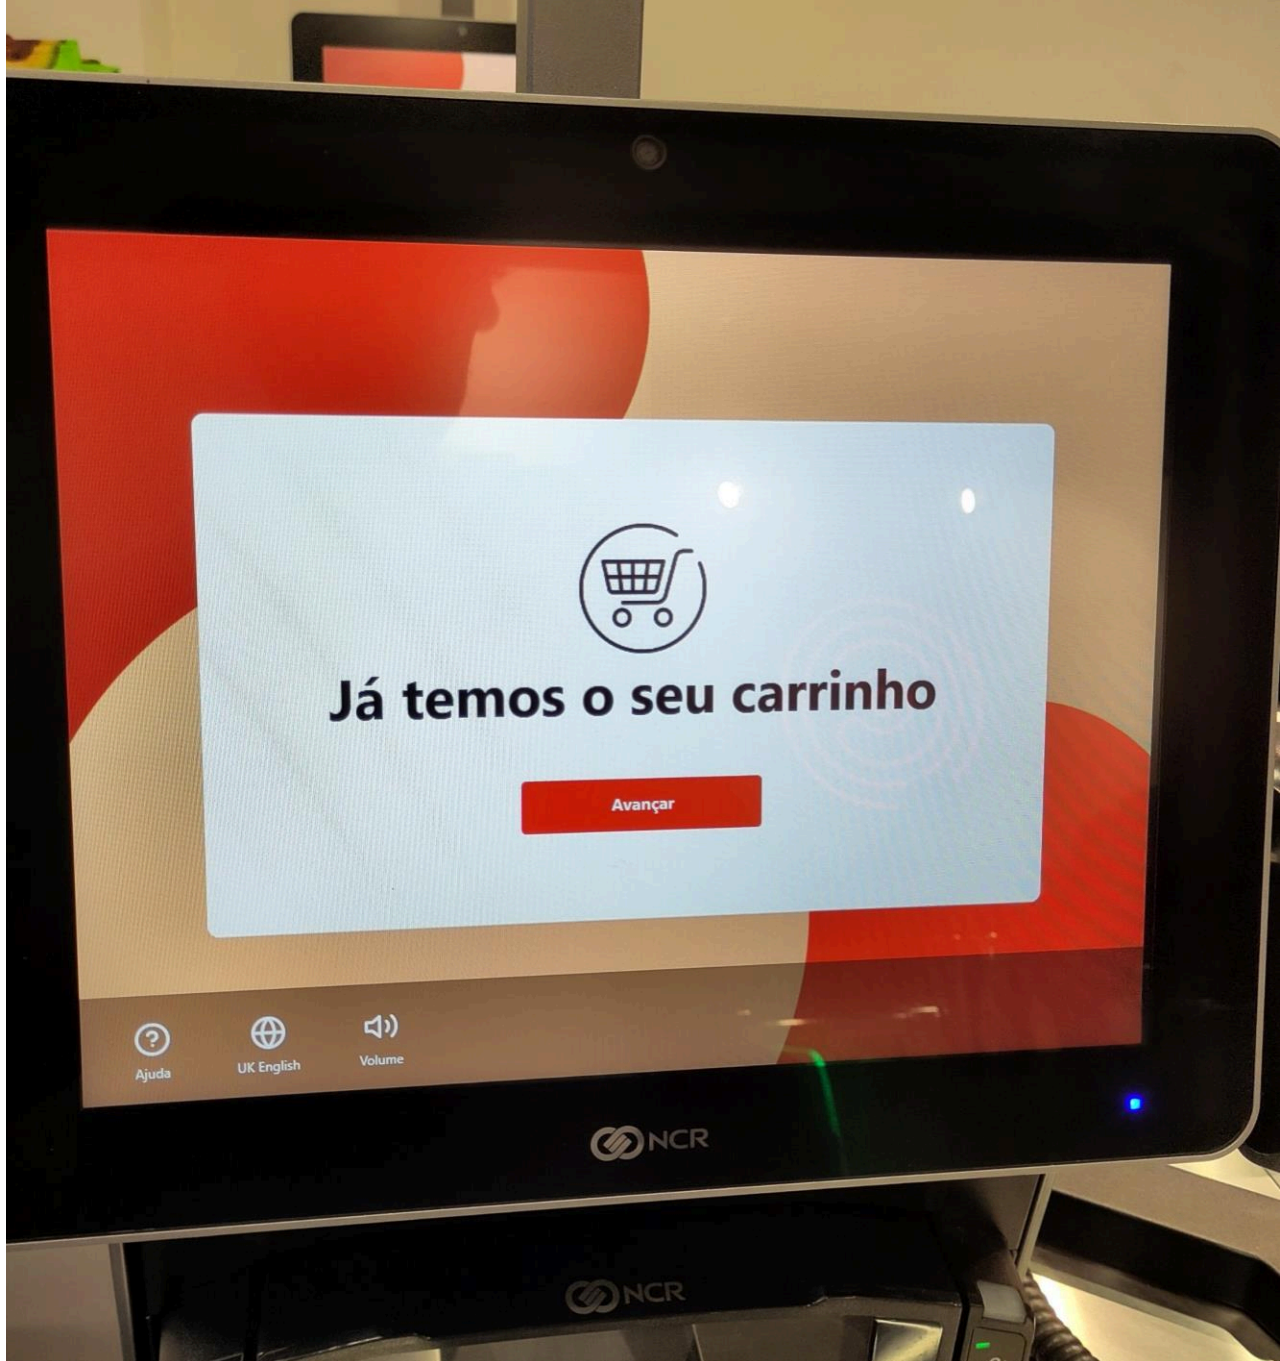 Já temos o seu carrinho
Avançar
Ajuda
UK English
Volume
NCR
NCR